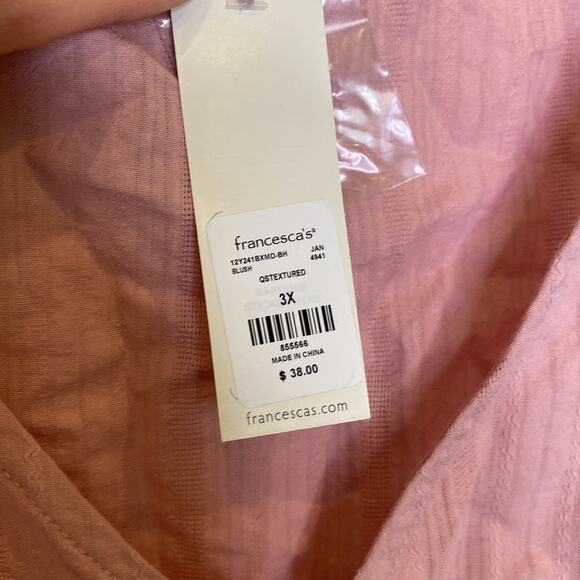 francesca's®
12Y241BXMD-BH JAN
BLUSH 4941
QSTEXTURED
3X
855566
MADE IN CHINA
$ 38.00
francescas.com